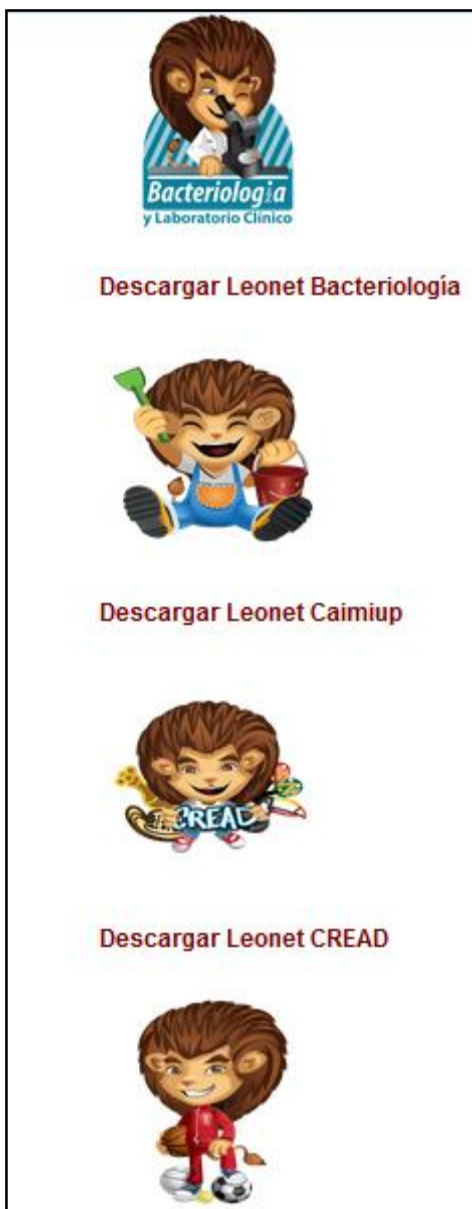 Bacteriología
y Laboratorio Clínico
Descargar Leonet Bacteriología
Descargar Leonet Caimiup
CREAD
Descargar Leonet CREAD